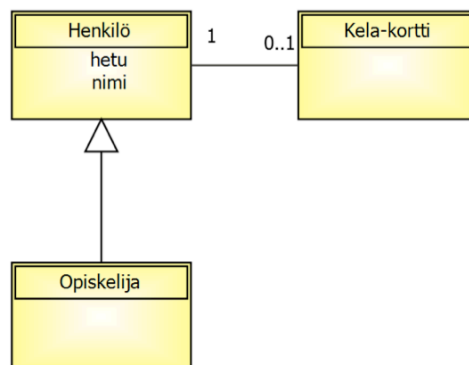 Henkilö
hetu
nimi
1
0..1
Kela-kortti
Opiskelija